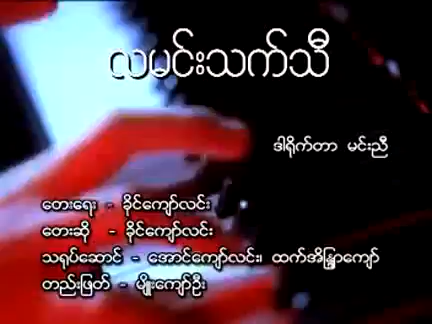 လမင်းသက်သီ
ဒါရိုက်တာ မင်းညီ
တေးရေး - ခိုင်ကျော်လင်း
တေးဆို - ခိုင်ကျော်လင်း
သရုပ်ဆောင် - အောင်ကျော်လင်း၊ ထက်အိန္ဒြာကျော်
တည်းဖြတ် - မျိုးကျော်ဦး